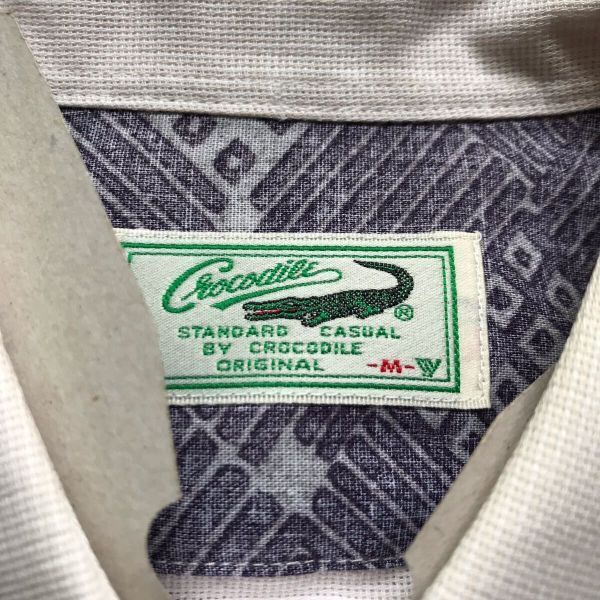 Crocodile
®
STANDARD CASUAL
BY CROCODILE
ORIGINAL -M- W